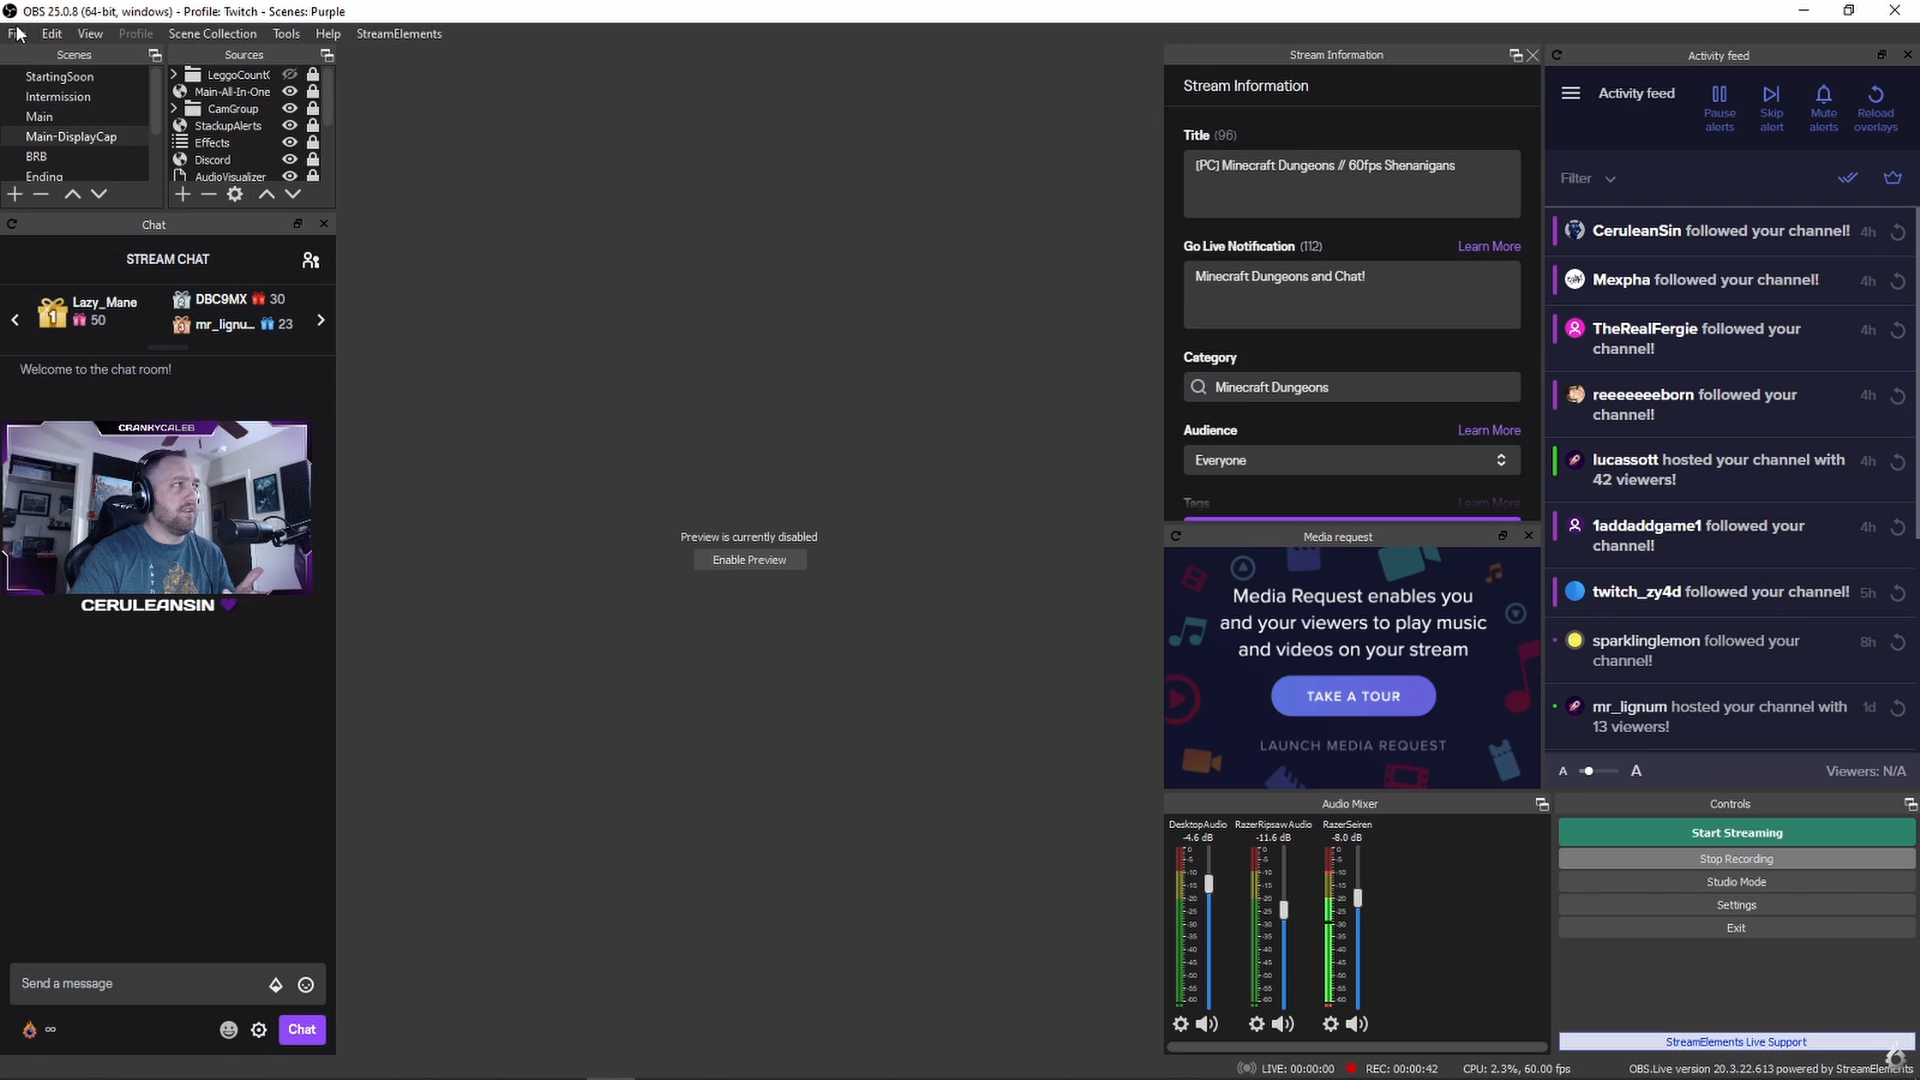 OBS 25.0.8 (64-bit, windows) - Profile: Twitch - Scenes: Purple
Edit View Profile Scene Collection Tools Help StreamElements
Scenes
StartingSoon
Intermission
Main
Main-DisplayCap
BRB
Ending
Sources
LeggoCountC
Main-All-In-One
CamGroup
StackupAlerts
Effects
Discord
AudioVisualizer
Chat
STREAM CHAT
1 Lazy_Mane
50
2 DBC9MX 30
3 mr_lignu... 23
Welcome to the chat room!
CRANKYCALEB
CERULEANSIN
Send a message
∞
Chat
Preview is currently disabled
Enable Preview
Stream Information
Stream Information
Title (96)
[PC] Minecraft Dungeons // 60fps Shenanigans
Go Live Notification (112) Learn More
Minecraft Dungeons and Chat!
Category
Minecraft Dungeons
Audience Learn More
Everyone
Tags Learn More
Media request
Media Request enables you
and your viewers to play music
and videos on your stream
TAKE A TOUR
LAUNCH MEDIA REQUEST
Activity feed
Activity feed
Pause alerts
Skip alert
Mute alerts
Reload overlays
Filter
CeruleanSin followed your channel! 4h
Mexpha followed your channel! 4h
TheRealFergie followed your 4h
channel!
reeeeeeeborn followed your 4h
channel!
lucassott hosted your channel with 4h
42 viewers!
1addaddgame1 followed your 4h
channel!
twitch_zy4d followed your channel! 5h
sparklinglemon followed your 8h
channel!
mr_lignum hosted your channel with 1d
13 viewers!
A A Viewers: N/A
Audio Mixer
DesktopAudio RazerRipsawAudio RazerSeiren
-4.6 dB -11.6 dB -8.0 dB
Controls
Start Streaming
Stop Recording
Studio Mode
Settings
Exit
StreamElements Live Support
LIVE: 00:00:00 REC: 00:00:42 CPU: 2.3%, 60.00 fps OBS.Live version 20.3.22.613 powered by StreamElements